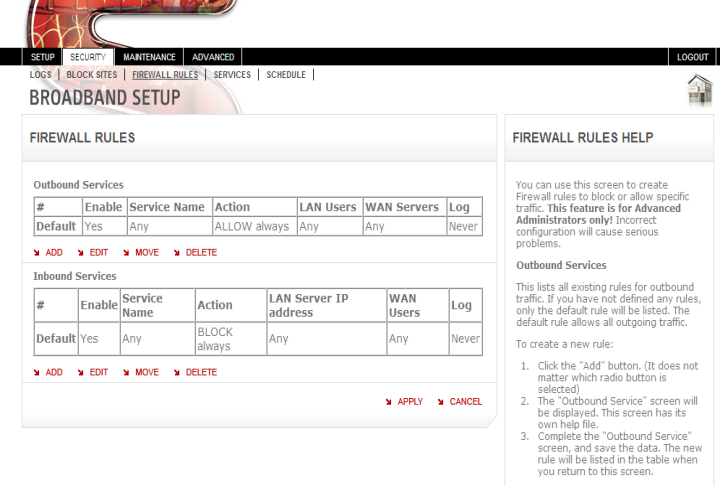 SETUP SECURITY MAINTENANCE ADVANCED LOGOUT
LOGS | BLOCK SITES | FIREWALL RULES | SERVICES | SCHEDULE |
BROADBAND SETUP
FIREWALL RULES
Outbound Services
# Enable Service Name Action LAN Users WAN Servers Log
Default Yes Any ALLOW always Any Any Never
ADD EDIT MOVE DELETE
Inbound Services
# Enable Service Name Action LAN Server IP address WAN Users Log
Default Yes Any BLOCK always Any Any Never
ADD EDIT MOVE DELETE
APPLY CANCEL
FIREWALL RULES HELP
You can use this screen to create
Firewall rules to block or allow specific
traffic. This feature is for Advanced
Administrators only! Incorrect
configuration will cause serious
problems.
Outbound Services
This lists all existing rules for outbound
traffic. If you have not defined any rules,
only the default rule will be listed. The
default rule allows all outgoing traffic.
To create a new rule:
1. Click the "Add" button. (It does not
matter which radio button is
selected)
2. The "Outbound Service" screen will
be displayed. This screen has its
own help file.
3. Complete the "Outbound Service"
screen, and save the data. The new
rule will be listed in the table when
you return to this screen.